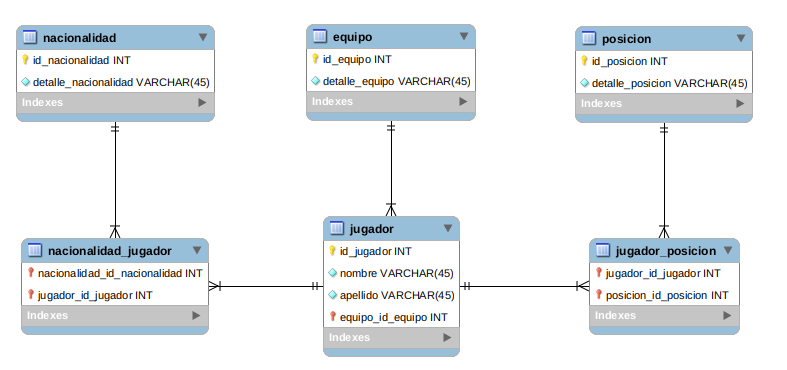 nacionalidad
id_nacionalidad INT
detalle_nacionalidad VARCHAR(45)
Indexes
equipo
id_equipo INT
detalle_equipo VARCHAR(45)
Indexes
posicion
id_posicion INT
detalle_posicion VARCHAR(45)
Indexes
nacionalidad_jugador
nacionalidad_id_nacionalidad INT
jugador_id_jugador INT
Indexes
jugador
id_jugador INT
nombre VARCHAR(45)
apellido VARCHAR(45)
equipo_id_equipo INT
Indexes
jugador_posicion
jugador_id_jugador INT
posicion_id_posicion INT
Indexes